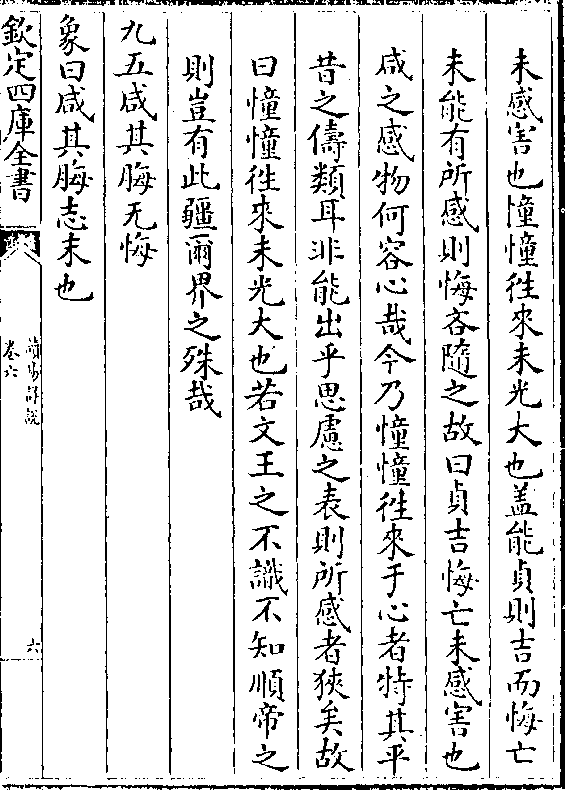 未感害也憧憧徃來未光大也盖能貞則吉而悔亡
未能有所感則悔吝隨之故曰貞吉悔亡未感害也
咸之感物何容心哉今乃憧憧徃來于心者特其平
昔之儔類耳非能出乎思慮之表則所感者狹矣故
曰憧憧徃來未光大也若文王之不識不知順帝之
則豈有此疆爾界之殊哉
九五咸其脢无悔
象曰咸其脢志末也
欽定四庫全書
讀易詳說
卷六
六